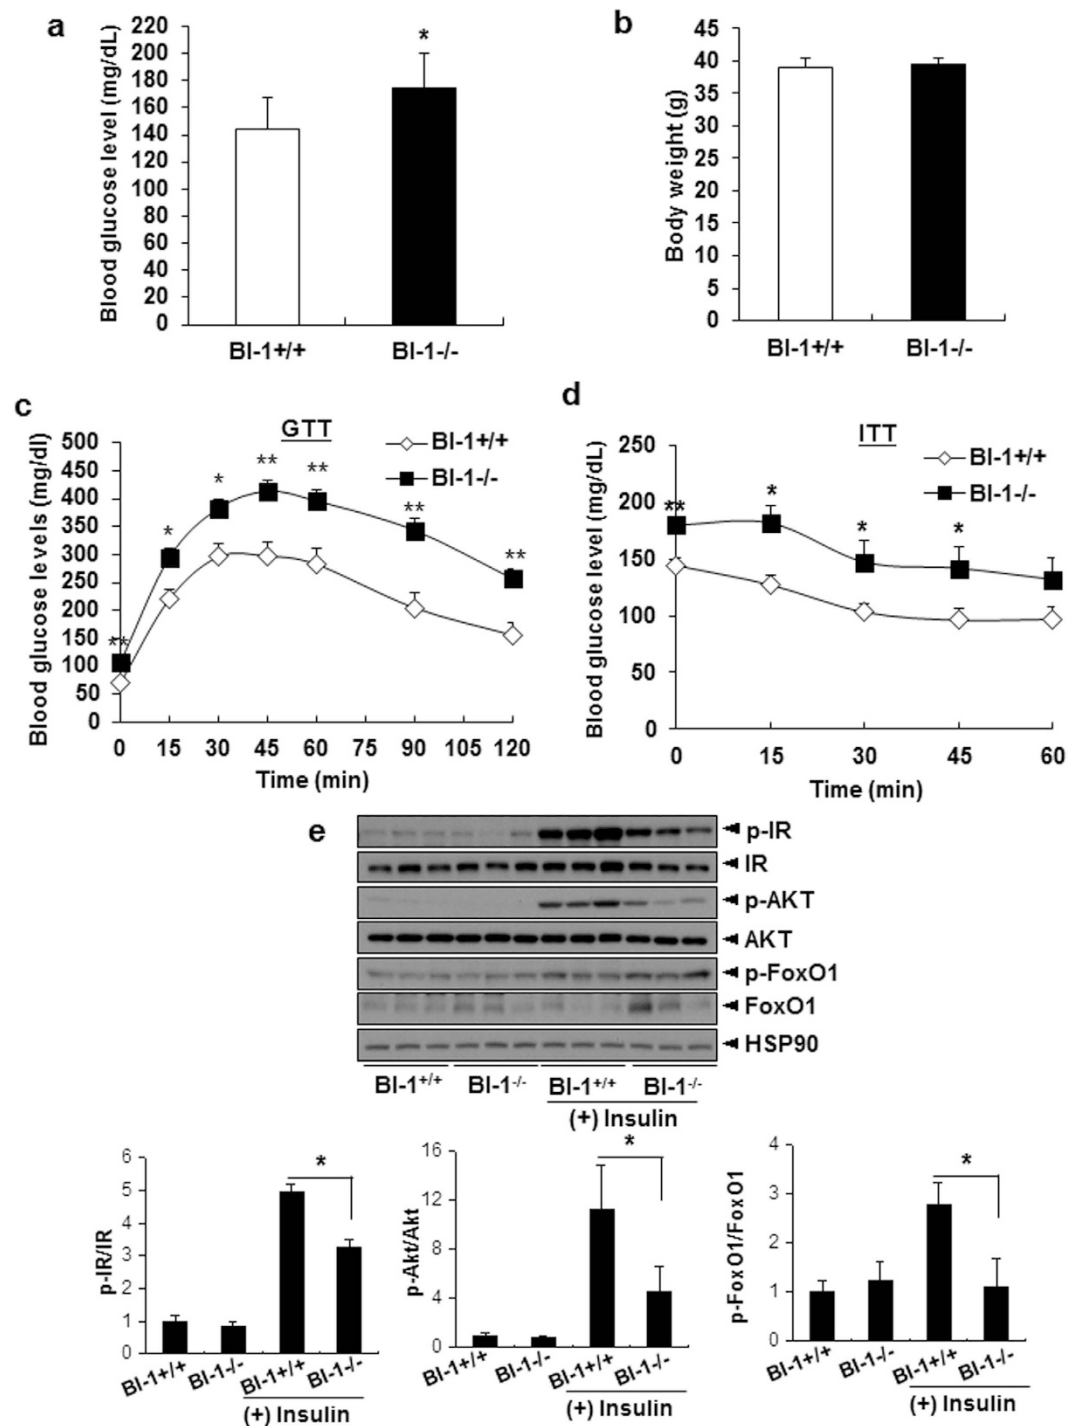 a
Blood glucose level (mg/dL)
220
200
180
160
140
120
100
80
60
40
20
0
*
BI-1+/+ BI-1-/-
b
Body weight (g)
45
40
35
30
25
20
15
10
5
0
BI-1+/+ BI-1-/-
c
GTT
BI-1+/+
BI-1-/-
Blood glucose levels (mg/dl)
500
450
400
350
300
250
200
150
100
50
0
** * * ** ** ** **
0 15 30 45 60 75 90 105 120
Time (min)
d
ITT
BI-1+/+
BI-1-/-
Blood glucose level (mg/dL)
250
200
150
100
50
0
** * * *
0 15 30 45 60
Time (min)
e
p-IR
IR
p-AKT
AKT
p-FoxO1
FoxO1
HSP90
BI-1+/+ BI-1-/- BI-1+/+ BI-1-/-
(+) Insulin
p-IR/IR
6
5
4
3
2
1
0
*
BI-1+/+ BI-1-/- BI-1+/+ BI-1-/-
(+) Insulin
p-Akt/Akt
16
12
8
4
0
*
BI-1+/+ BI-1-/- BI-1+/+ BI-1-/-
(+) Insulin
p-FoxO1/FoxO1
4
3
2
1
0
*
BI-1+/+ BI-1-/- BI-1+/+ BI-1-/-
(+) Insulin